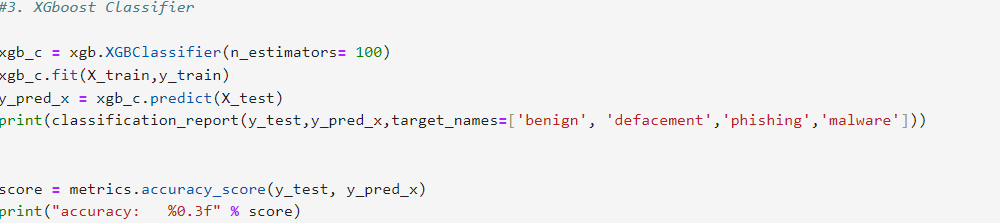 #3. XGboost Classifier
xgb_c = xgb.XGBClassifier(n_estimators= 100)
xgb_c.fit(X_train,y_train)
y_pred_x = xgb_c.predict(X_test)
print(classification_report(y_test,y_pred_x,target_names=['benign', 'defacement','phishing','malware']))
score = metrics.accuracy_score(y_test, y_pred_x)
print("accuracy:   %0.3f" % score)